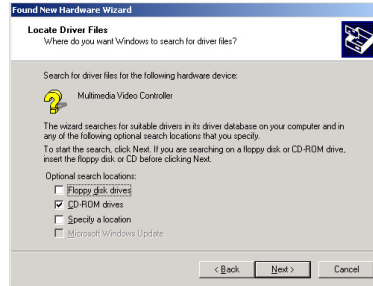 Found New Hardware Wizard
Locate Driver Files
Where do you want Windows to search for driver files?
Search for driver files for the following hardware device:
Multimedia Video Controller
The wizard searches for suitable drivers in its driver database on your computer and in
any of the following optional search locations that you specify.
To start the search, click Next. If you are searching on a floppy disk or CD-ROM drive,
insert the floppy disk or CD before clicking Next.
Optional search locations:
Floppy disk drives
CD-ROM drives
Specify a location
Microsoft Windows Update
< Back
Next >
Cancel